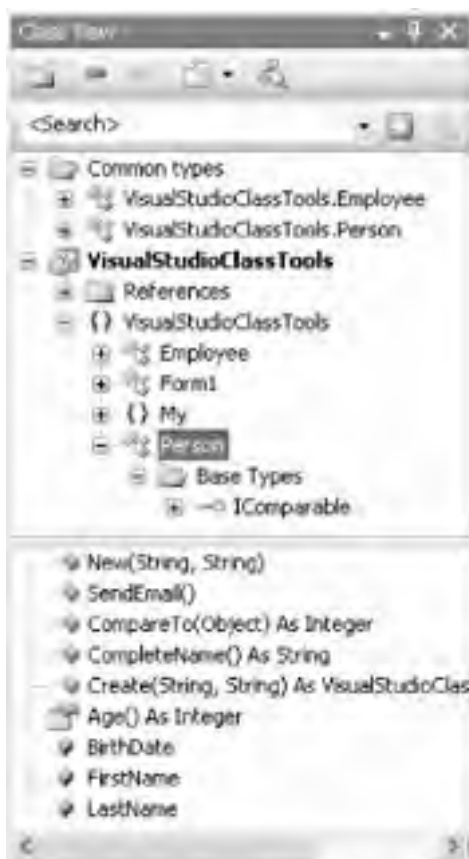 Class View
<Search>
Common types
VisualStudioClassTools.Employee
VisualStudioClassTools.Person
VisualStudioClassTools
References
{} VisualStudioClassTools
Employee
Form1
{} My
Person
Base Types
IComparable
New(String, String)
SendEmail()
CompareTo(Object) As Integer
CompleteName() As String
Create(String, String) As VisualStudioClas
Age() As Integer
BirthDate
FirstName
LastName